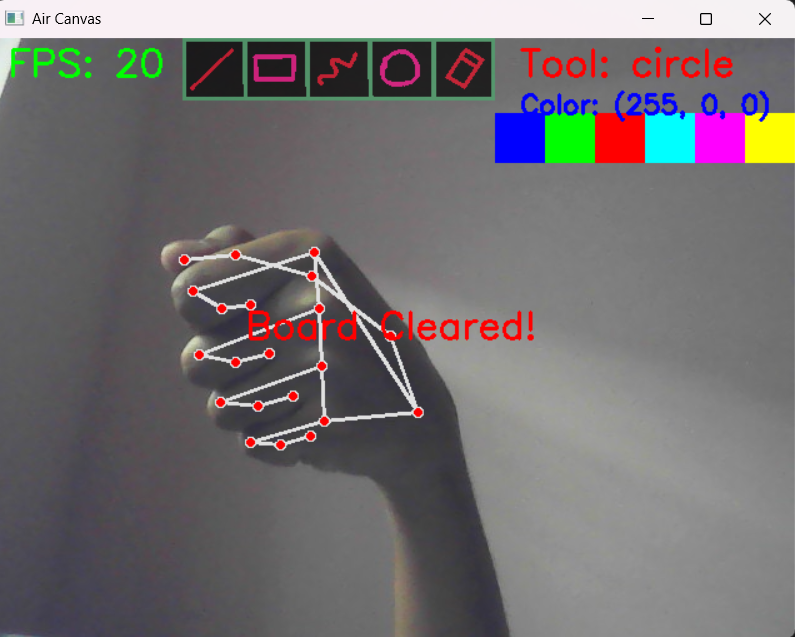 Air Canvas
FPS: 20
Tool: circle
Color: (255, 0, 0)
Board Cleared!